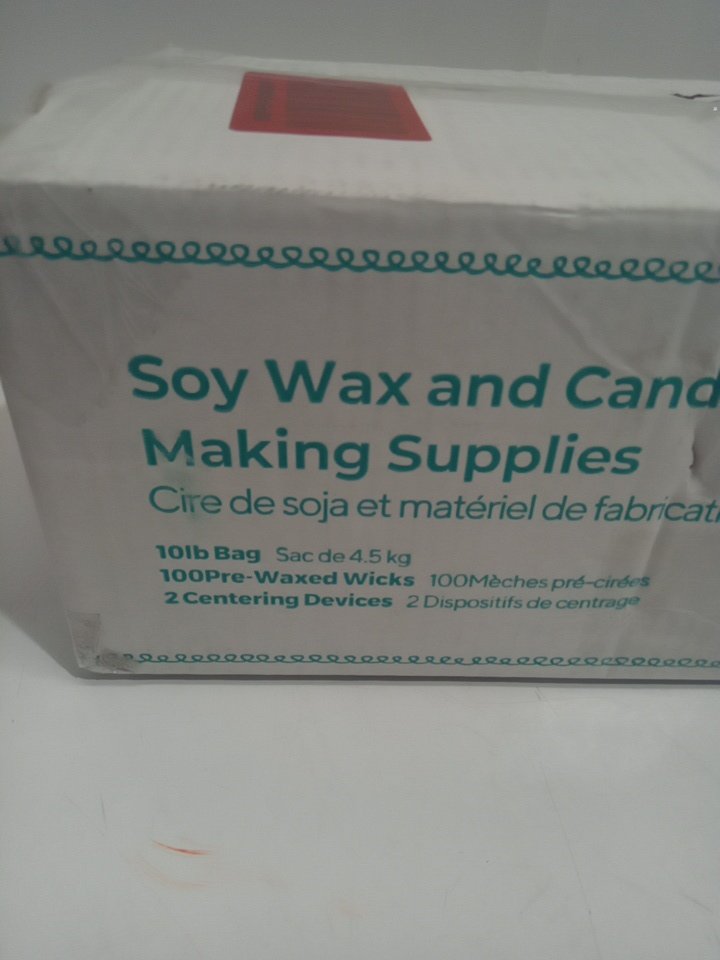 Soy Wax and Cand
Making Supplies
Cire de soja et matériel de fabricati
10lb Bag Sac de 4.5 kg
100Pre-Waxed Wicks 100Mèches pré-cirées
2 Centering Devices 2 Dispositifs de centrage